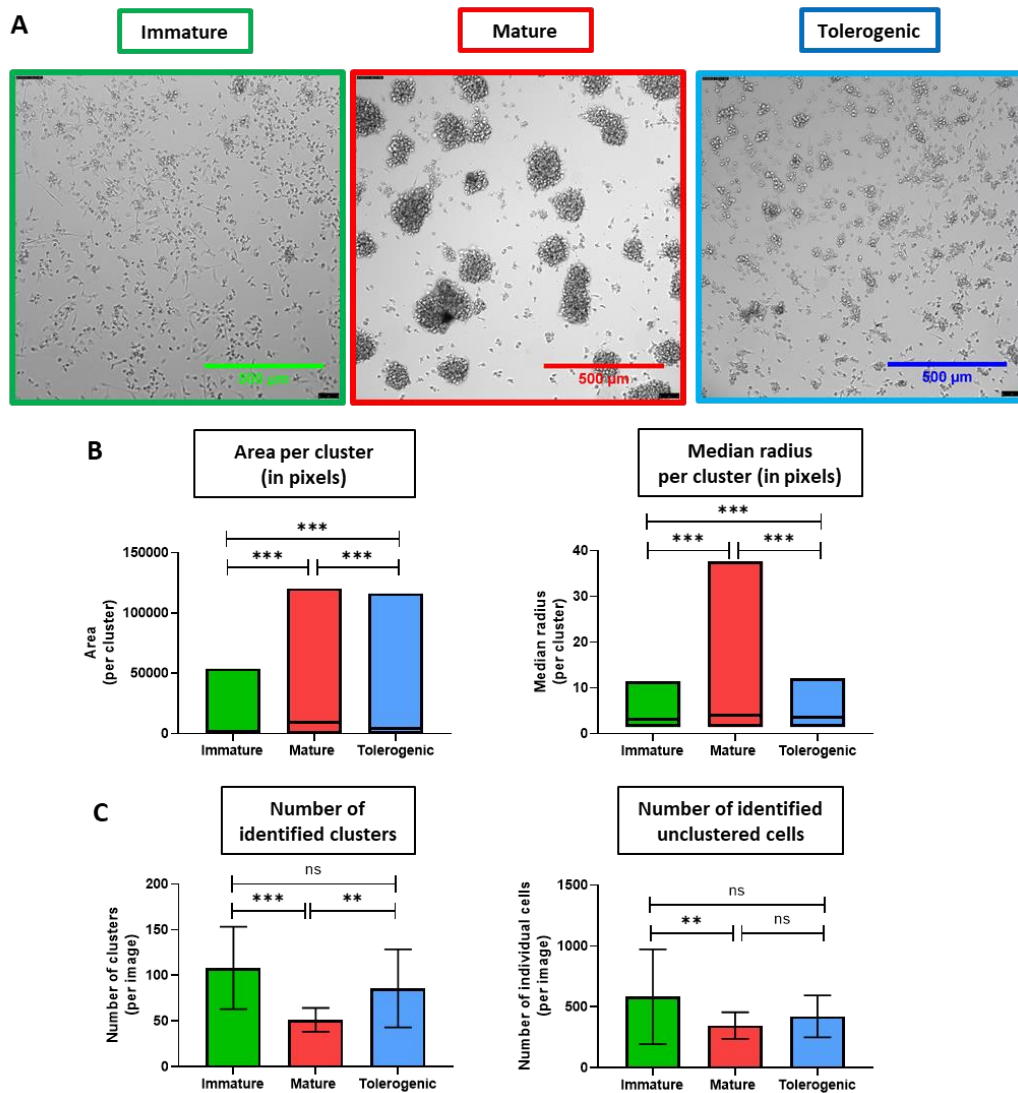 A
Immature
Mature
Tolerogenic
500 µm
500 µm
500 µm
B
Area per cluster
(in pixels)
Median radius
per cluster (in pixels)
***
***
***
150000
100000
50000
0
Area
(per cluster)
Immature
Mature
Tolerogenic
***
***
***
40
30
20
10
0
Median radius
(per cluster)
Immature
Mature
Tolerogenic
C
Number of
identified clusters
Number of identified
unclustered cells
ns
***
**
200
150
100
50
0
Number of clusters
(per image)
Immature
Mature
Tolerogenic
ns
**
ns
1500
1000
500
0
Number of individual cells
(per image)
Immature
Mature
Tolerogenic